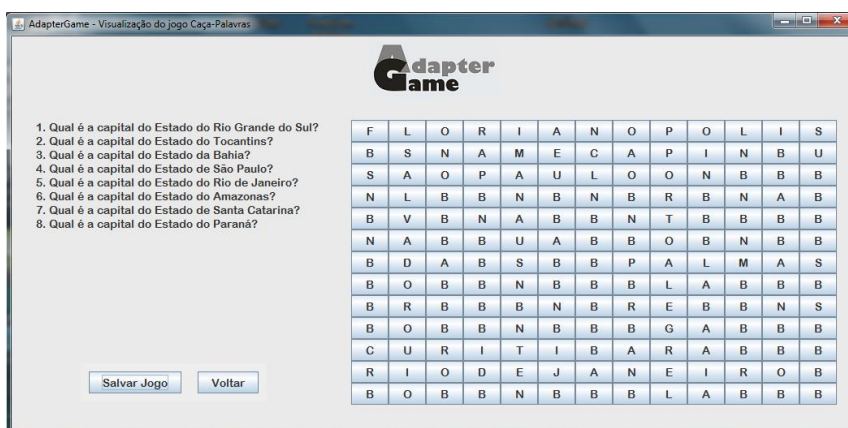 AdapterGame - Visualização do jogo Caça-Palavras
Adapter
Game
1. Qual é a capital do Estado do Rio Grande do Sul?
2. Qual é a capital do Estado do Tocantins?
3. Qual é a capital do Estado da Bahia?
4. Qual é a capital do Estado de São Paulo?
5. Qual é a capital do Estado do Rio de Janeiro?
6. Qual é a capital do Estado do Amazonas?
7. Qual é a capital do Estado de Santa Catarina?
8. Qual é a capital do Estado do Paraná?
F L O R I A N O P O L I S
B S N A M E C A P I N B U
S A O P A U L O O N B B B
N L B B N B N B R B N A B
B V B N A B B N T B B B B
N A B B U A B B O B N B B
B D A B S B B P A L M A S
B O B B N B B B L A B B B
B R B B B N B R E B B N S
B O B B N B B B G A B B B
C U R I T I B A R A B B B
R I O D E J A N E I R O B
B O B B N B B B L A B B B
Salvar Jogo
Voltar